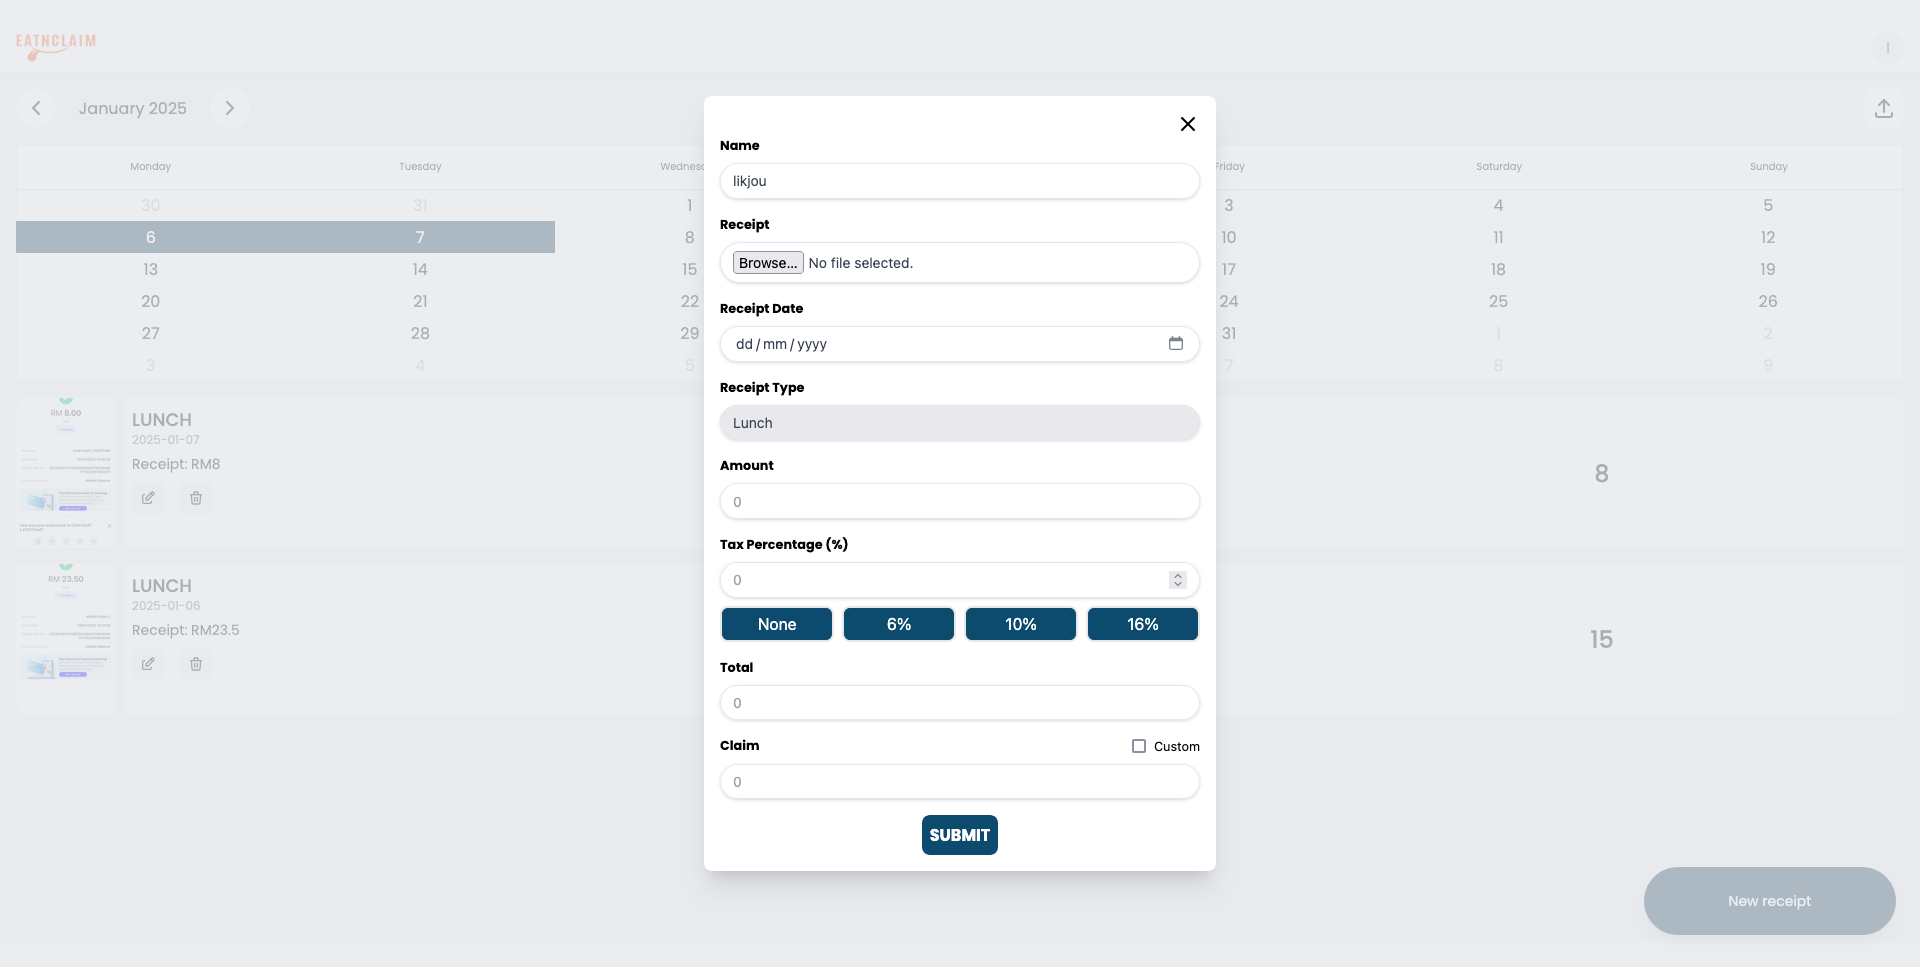 EATNCLAIM
I
January 2025
Monday Tuesday Wednesd Friday Saturday Sunday
30 31 1 3 4 5
6 7 8 10 11 12
13 14 15 17 18 19
20 21 22 24 25 26
27 28 29 31 1 2
3 4 5 7 8 9
RM 8.00
LUNCH
2025-01-07
Receipt: RM8
8
RM 23.50
LUNCH
2025-01-06
Receipt: RM23.5
15
Name
likjou
Receipt
Browse... No file selected.
Receipt Date
dd / mm / yyyy
Receipt Type
Lunch
Amount
0
Tax Percentage (%)
0
None 6% 10% 16%
Total
0
Claim Custom
0
SUBMIT
New receipt